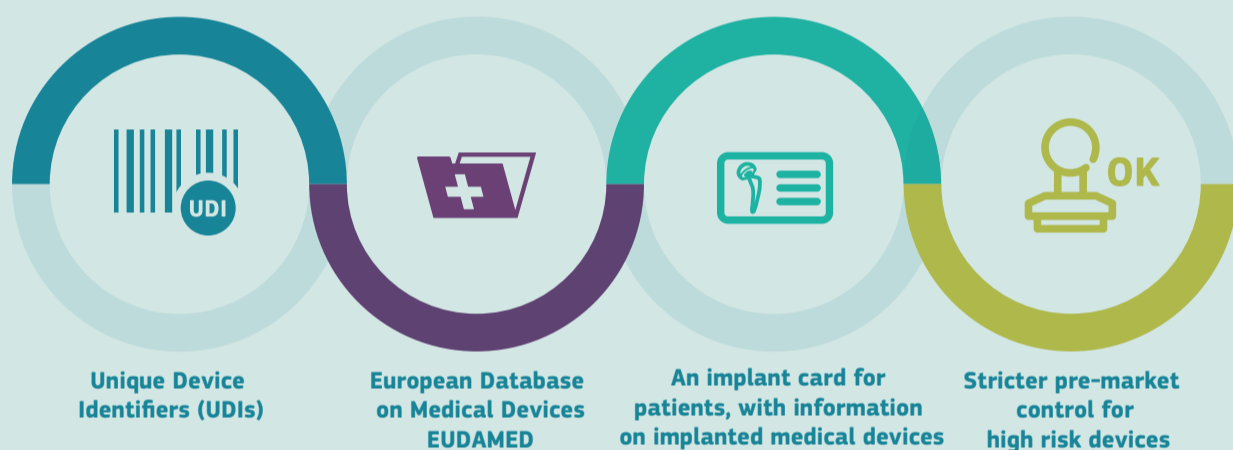 UDI
OK
Unique Device
Identifiers (UDIs)
European Database
on Medical Devices
EUDAMED
An implant card for
patients, with information
on implanted medical devices
Stricter pre-market
control for
high risk devices